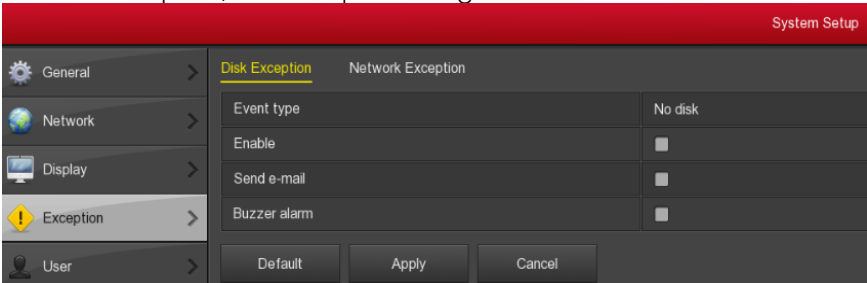 System Setup
General
Disk Exception Network Exception
Event type No disk
Network
Enable
Display
Send e-mail
Exception
Buzzer alarm
User
Default Apply Cancel